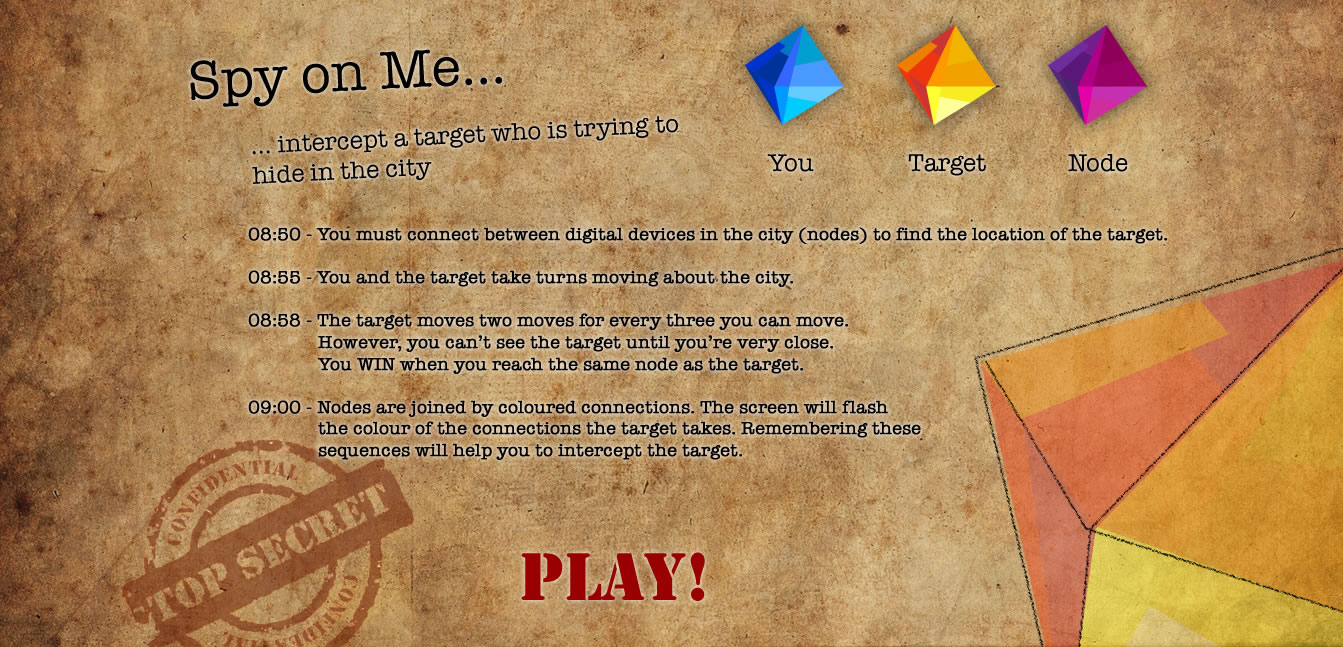 Spy on Me...
... intercept a target who is trying to
hide in the city
You
Target
Node
08:50 - You must connect between digital devices in the city (nodes) to find the location of the target.
08:55 - You and the target take turns moving about the city.
08:58 - The target moves two moves for every three you can move.
However, you can't see the target until you're very close.
You WIN when you reach the same node as the target.
09:00 - Nodes are joined by coloured connections. The screen will flash
the colour of the connections the target takes. Remembering these
sequences will help you to intercept the target.
CONFIDENTIAL
TOP SECRET
CONFIDENTIAL
PLAY!